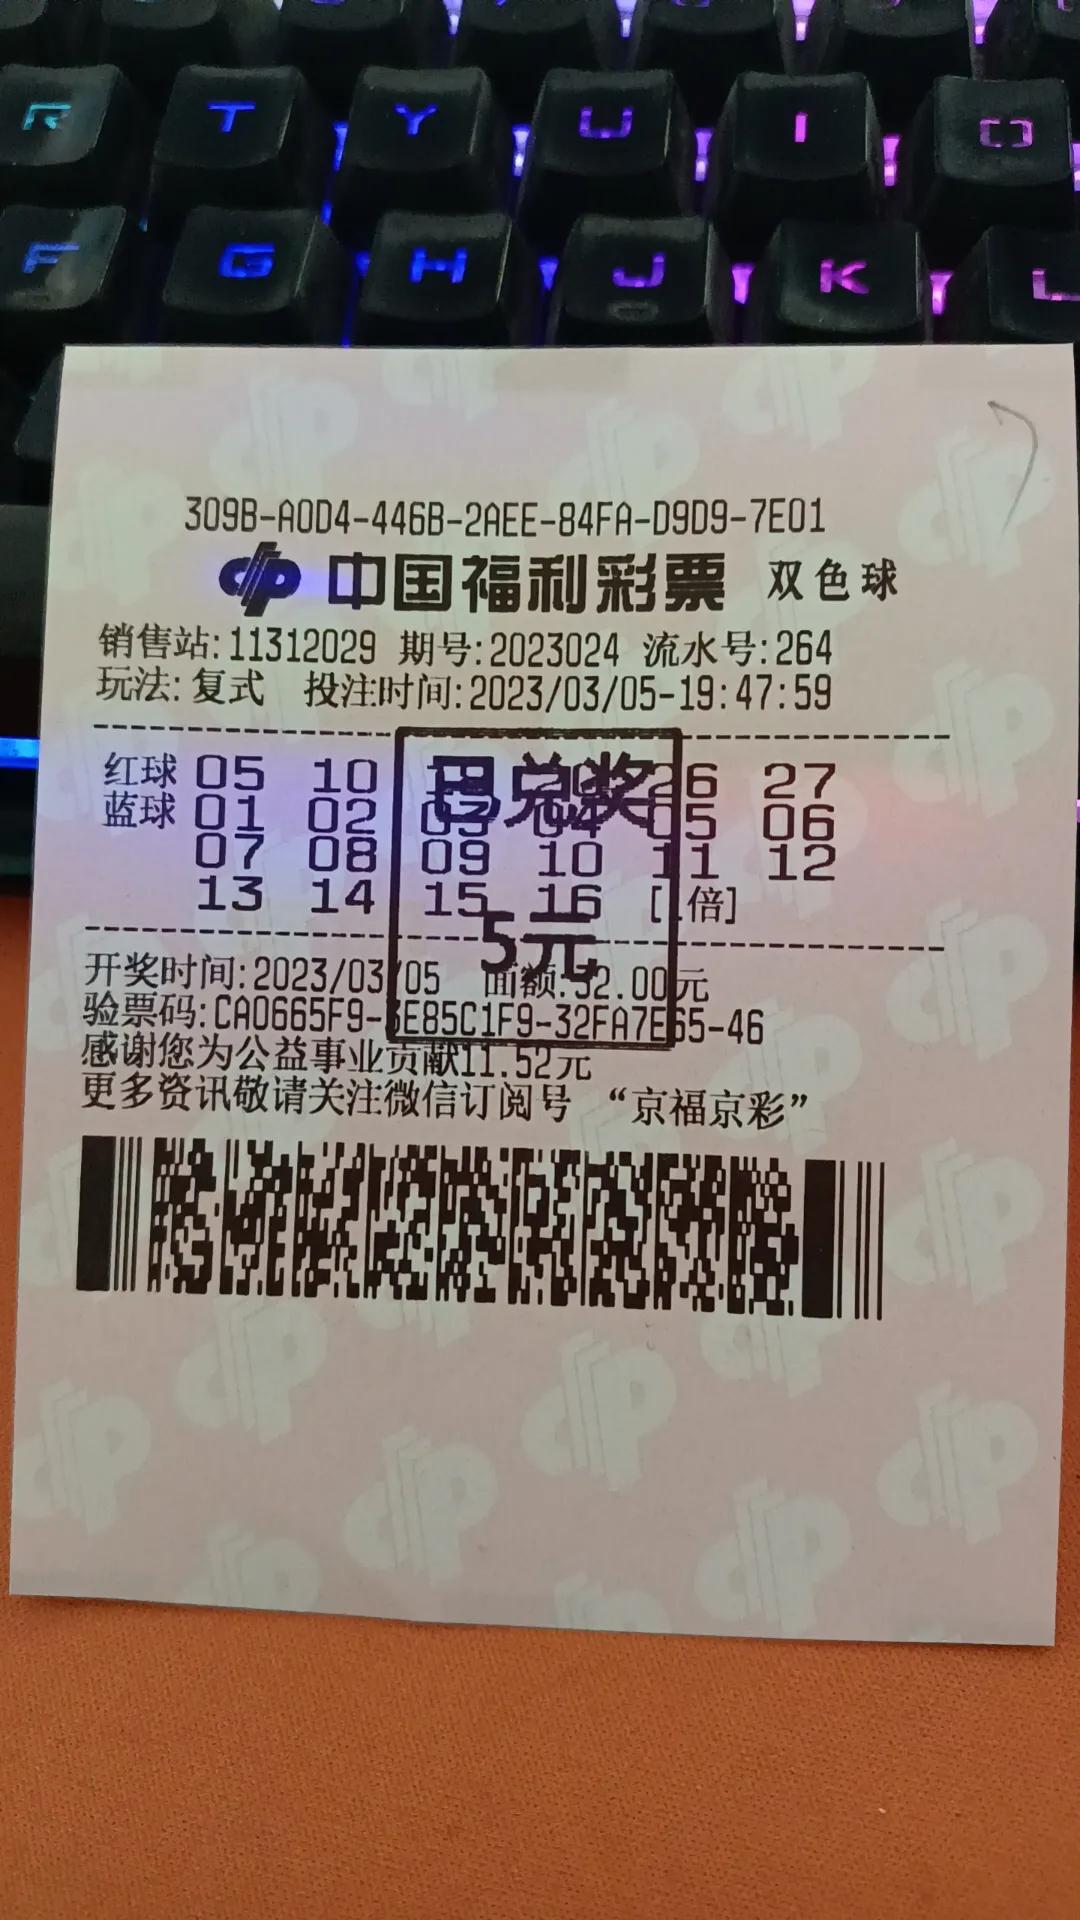 R T Y U I O
F G H J K L
309B-A0D4-446B-2AEE-84FA-D9D9-7E01
中国福利彩票 双色球
销售站:11312029 期号:2023024 流水号:264
玩法:复式 投注时间:2023/03/05-19:47:59
已兑奖
红球 05 10 26 27
蓝球 01 02 03 04 05 06
07 08 09 10 11 12
13 14 15 16 [ 倍]
5元
开奖时间:2023/03/05 面额:32.00元
验票码:CA0665F9-3E85C1F9-32FA7E65-46
感谢您为公益事业贡献11.52元
更多资讯敬请关注微信订阅号 “京福京彩”